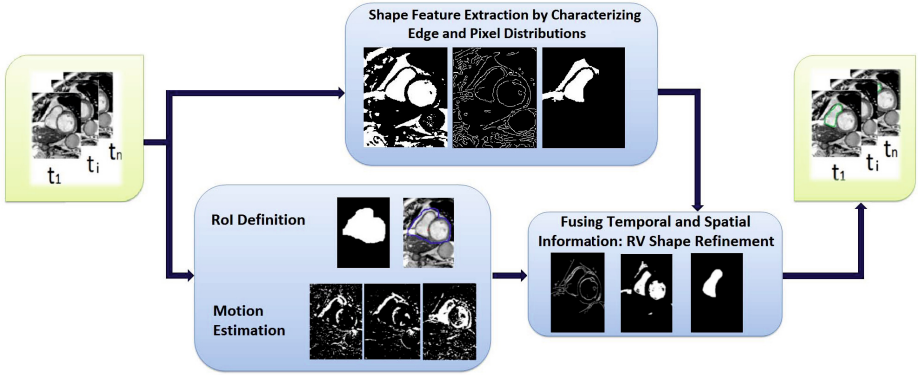 Shape Feature Extraction by Characterizing
Edge and Pixel Distributions
t1
ti
tn
RoI Definition
Motion
Estimation
Fusing Temporal and Spatial
Information: RV Shape Refinement
t1
ti
tn